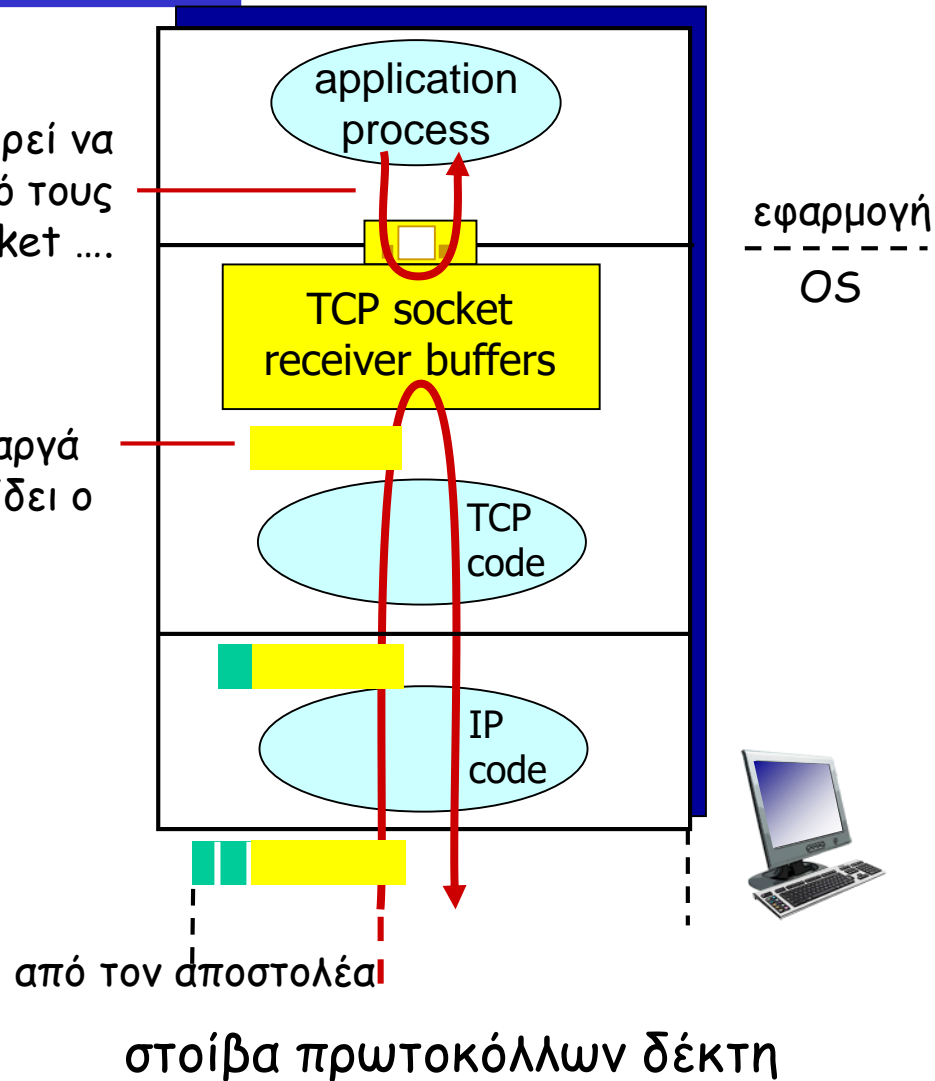 application
process
ρεί να
ό τους
ket ....
εφαρμογή
OS
TCP socket
receiver buffers
αργά
δει ο
TCP
code
IP
code
από τον αποστολέα
στοίβα πρωτοκόλλων δέκτη